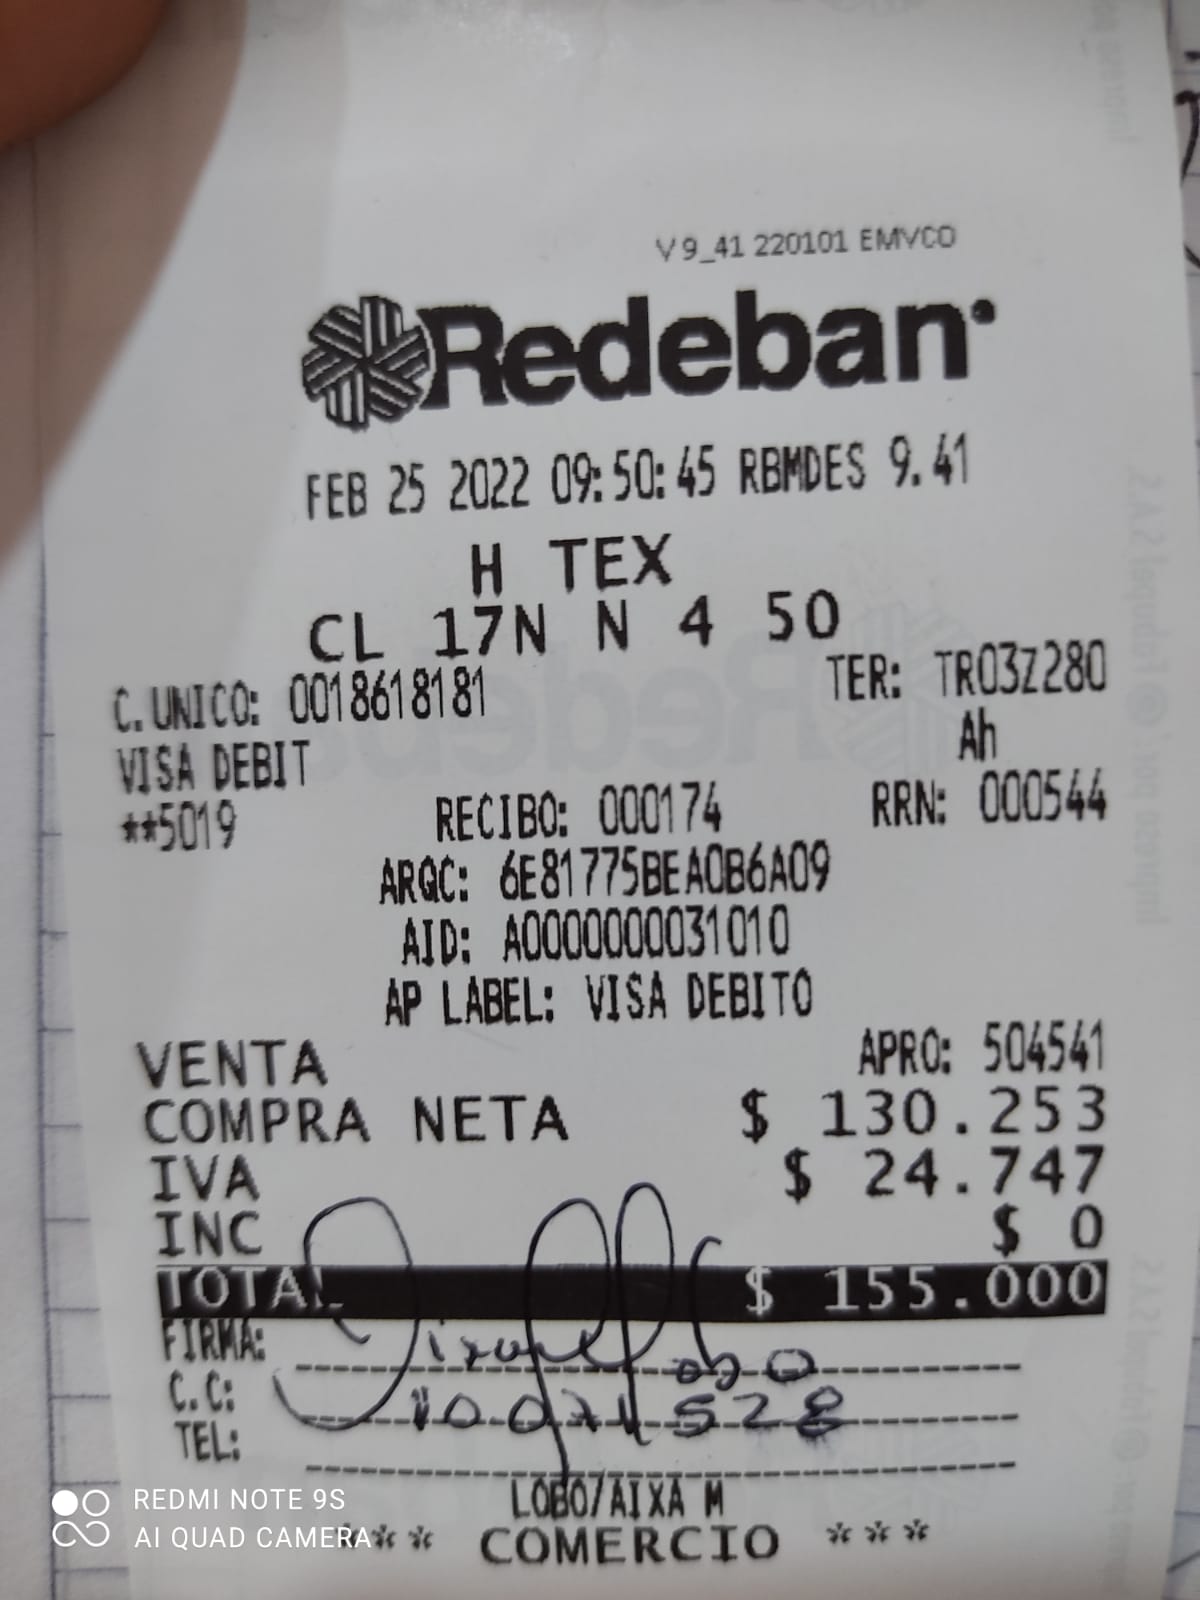 V 9_41 220101 EMVCO
Redeban
FEB 25 2022 09:50:45 RBMDES 9.41
H TEX
CL 17N N 4 50
C.UNICO: 0018618181 TER: TR03Z280
VISA DEBIT Ah
**5019 RECIBO: 000174 RRN: 000544
ARQC: 6E81775BEA0B6A09
AID: A0000000031010
AP LABEL: VISA DEBITO
VENTA APRO: 504541
COMPRA NETA $ 130.253
IVA $ 24.747
INC $ 0
TOTAL $ 155.000
FIRMA:
C.C:
TEL:
LOBO/AIXA M
*** COMERCIO ***
REDMI NOTE 9S
AI QUAD CAMERA